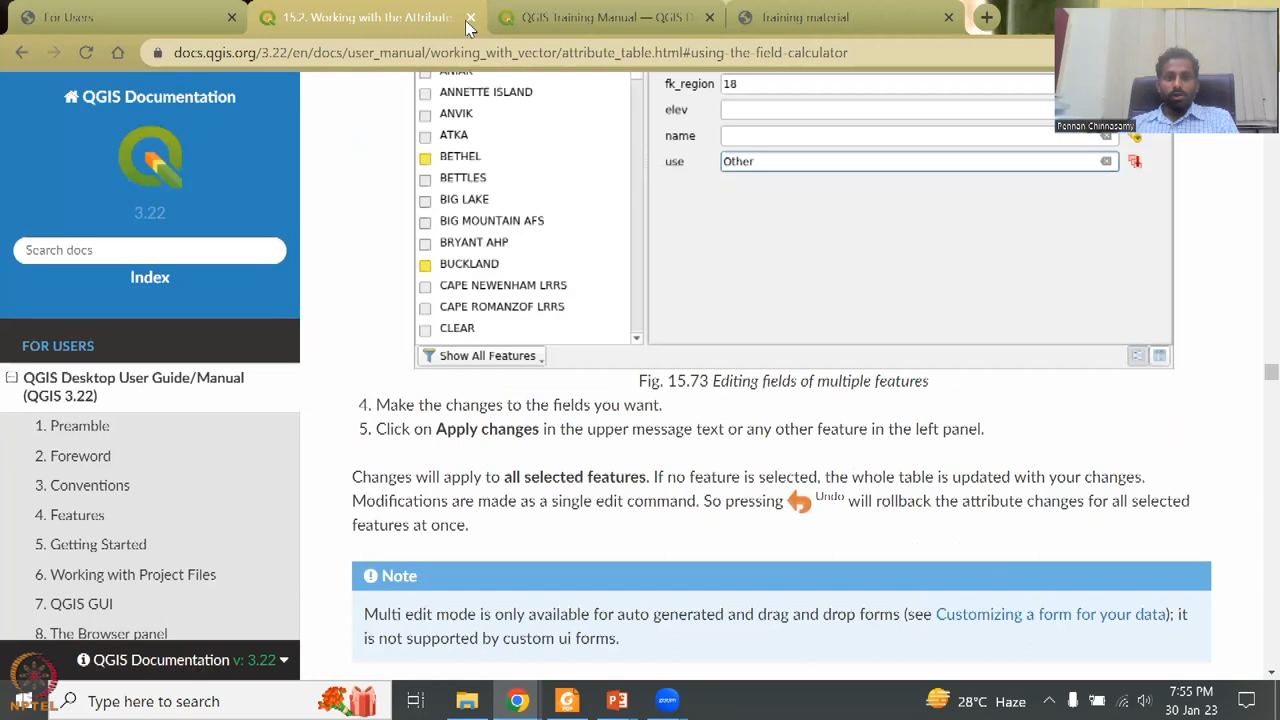 For Users
15.2. Working with the Attribute
QGIS Training Manual — QGIS D
Training material
docs.qgis.org/3.22/en/docs/user_manual/working_with_vector/attribute_table.html#using-the-field-calculator
QGIS Documentation
3.22
Search docs
Index
FOR USERS
QGIS Desktop User Guide/Manual
(QGIS 3.22)
1. Preamble
2. Foreword
3. Conventions
4. Features
5. Getting Started
6. Working with Project Files
7. QGIS GUI
8. The Browser panel
QGIS Documentation v: 3.22
ANNETTE ISLAND
ANVIK
ATKA
BETHEL
BETTLES
BIG LAKE
BIG MOUNTAIN AFS
BRYANT AHP
BUCKLAND
CAPE NEWENHAM LRRS
CAPE ROMANZOF LRRS
CLEAR
Show All Features
fk_region 18
elev
name
use Other
Fig. 15.73 Editing fields of multiple features
4. Make the changes to the fields you want.
5. Click on Apply changes in the upper message text or any other feature in the left panel.
Changes will apply to all selected features. If no feature is selected, the whole table is updated with your changes.
Modifications are made as a single edit command. So pressing Undo will rollback the attribute changes for all selected
features at once.
Note
Multi edit mode is only available for auto generated and drag and drop forms (see Customizing a form for your data); it
is not supported by custom ui forms.
Pennan Chinnasamy
NPTEL
Type here to search
28°C Haze
7:55 PM
30 Jan 23